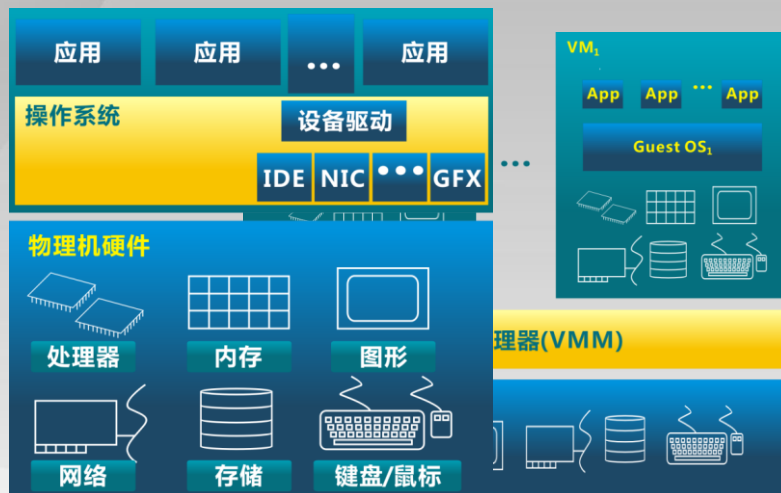 应用 应用 ... 应用
操作系统
设备驱动
IDE NIC ... GFX
物理机硬件
处理器 内存 图形
网络 存储 键盘/鼠标
...
VM1
App App ... App
Guest OS1
理器(VMM)